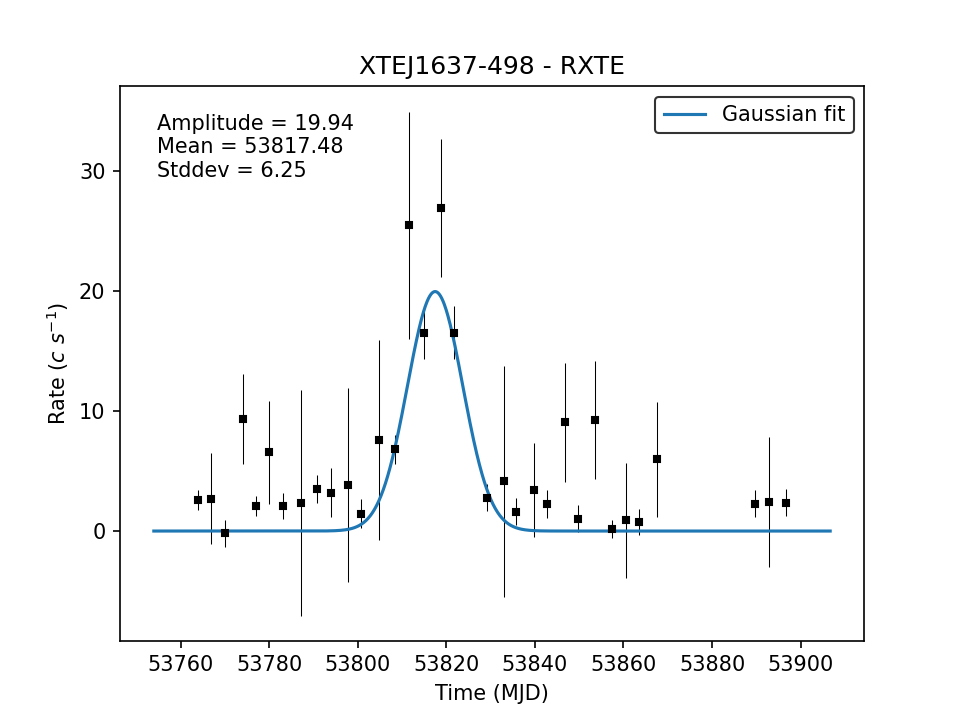 XTEJ1637-498 - RXTE
Amplitude = 19.94
Mean = 53817.48
Stddev = 6.25
Gaussian fit
30
20
10
0
Rate (c s⁻¹)
53760 53780 53800 53820 53840 53860 53880 53900
Time (MJD)